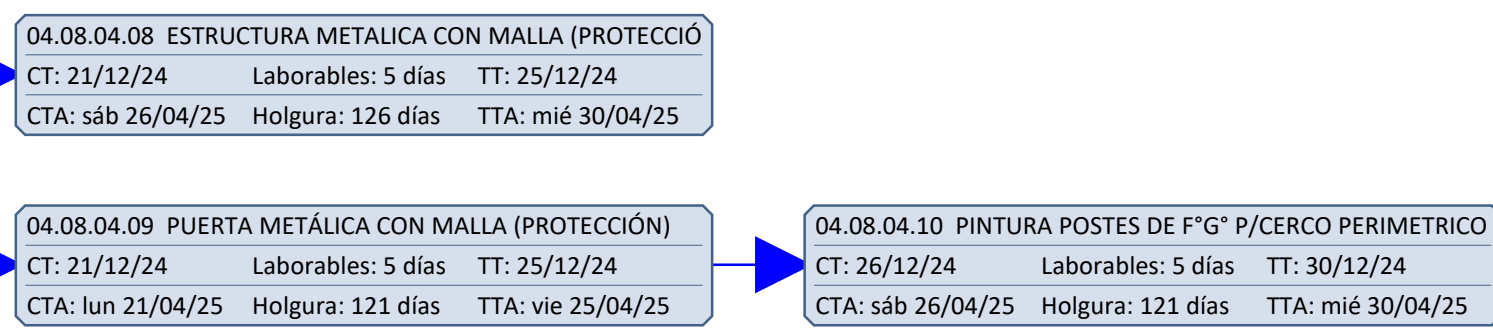 04.08.04.08 ESTRUCTURA METALICA CON MALLA (PROTECCIÓ
CT: 21/12/24 Laborables: 5 días TT: 25/12/24
CTA: sáb 26/04/25 Holgura: 126 días TTA: mié 30/04/25
04.08.04.09 PUERTA METÁLICA CON MALLA (PROTECCIÓN)
CT: 21/12/24 Laborables: 5 días TT: 25/12/24
CTA: lun 21/04/25 Holgura: 121 días TTA: vie 25/04/25
04.08.04.10 PINTURA POSTES DE F°G° P/CERCO PERIMETRICO
CT: 26/12/24 Laborables: 5 días TT: 30/12/24
CTA: sáb 26/04/25 Holgura: 121 días TTA: mié 30/04/25